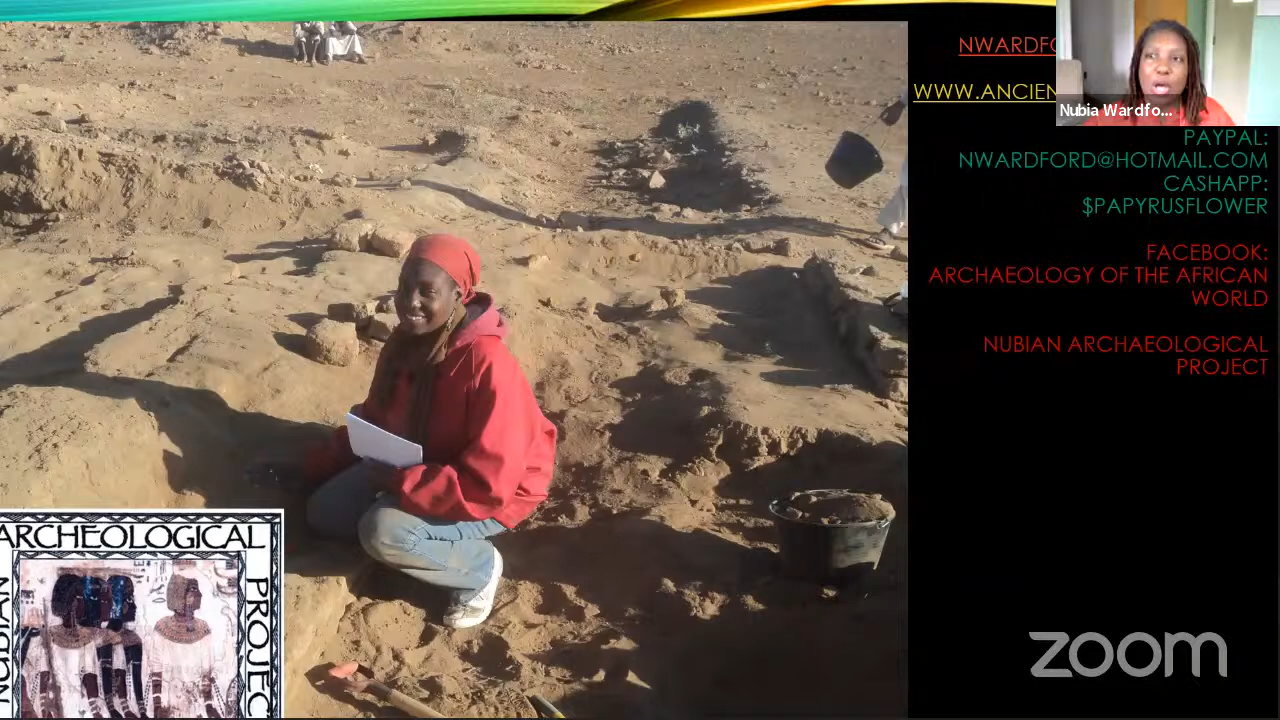 NWARDFO
WWW.ANCIEN
Nubia Wardfo...
PAYPAL:
NWARDFORD@HOTMAIL.COM
CASHAPP:
$PAPYRUSFLOWER
FACEBOOK:
ARCHAEOLOGY OF THE AFRICAN
WORLD
NUBIAN ARCHAEOLOGICAL
PROJECT
ARCHEOLOGICAL
NUBIAN
PROJEC
zoom